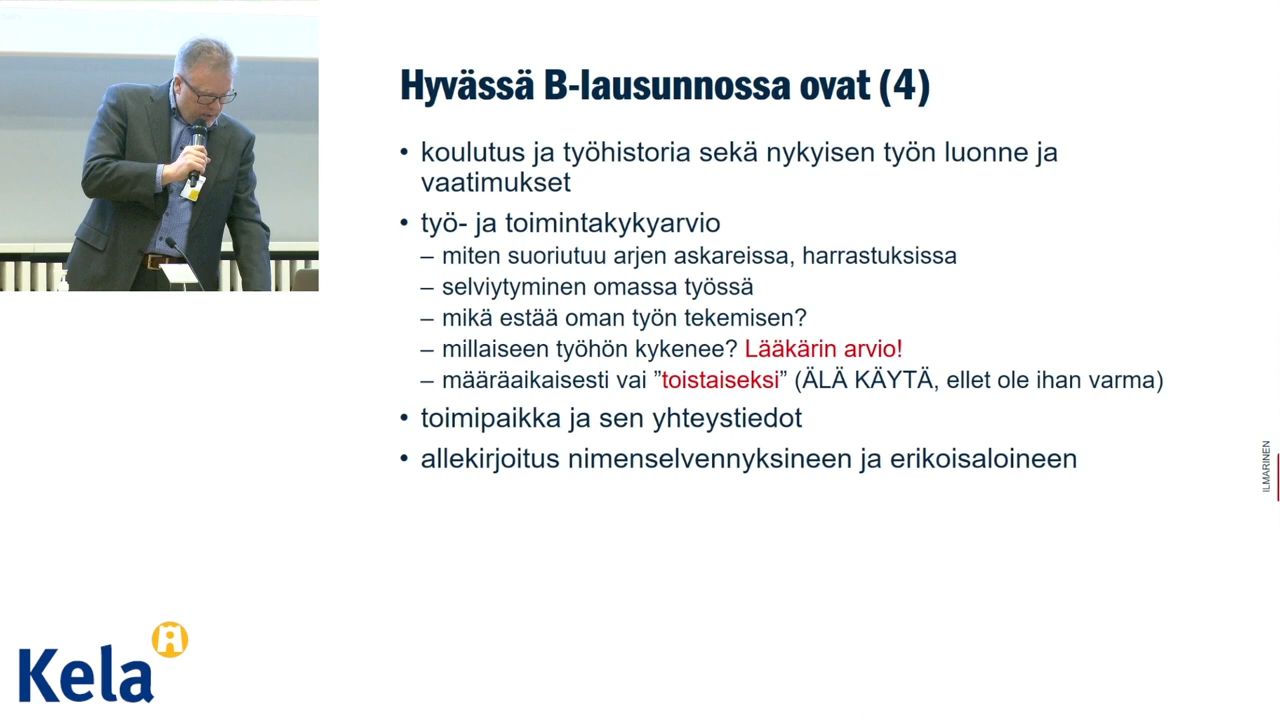 Hyvässä B-lausunnossa ovat (4)
• koulutus ja työhistoria sekä nykyisen työn luonne ja
vaatimukset
• työ- ja toimintakykyarvio
– miten suoriutuu arjen askareissa, harrastuksissa
– selviytyminen omassa työssä
– mikä estää oman työn tekemisen?
– millaiseen työhön kykenee? Lääkärin arvio!
– määräaikaisesti vai ”toistaiseksi” (ÄLÄ KÄYTÄ, ellet ole ihan varma)
• toimipaikka ja sen yhteystiedot
• allekirjoitus nimenselvennyksineen ja erikoisaloineen
ILMARINEN
Kela